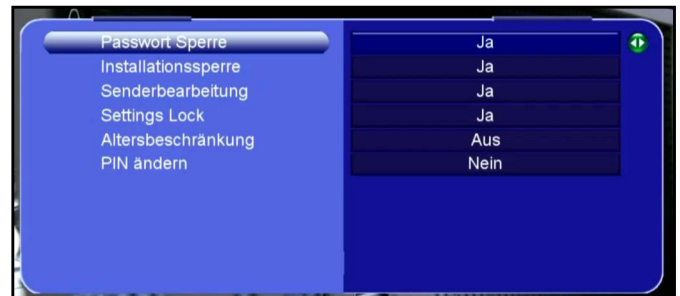 Passwort Sperre Ja
Installationssperre Ja
Senderbearbeitung Ja
Settings Lock Ja
Altersbeschränkung Aus
PIN ändern Nein